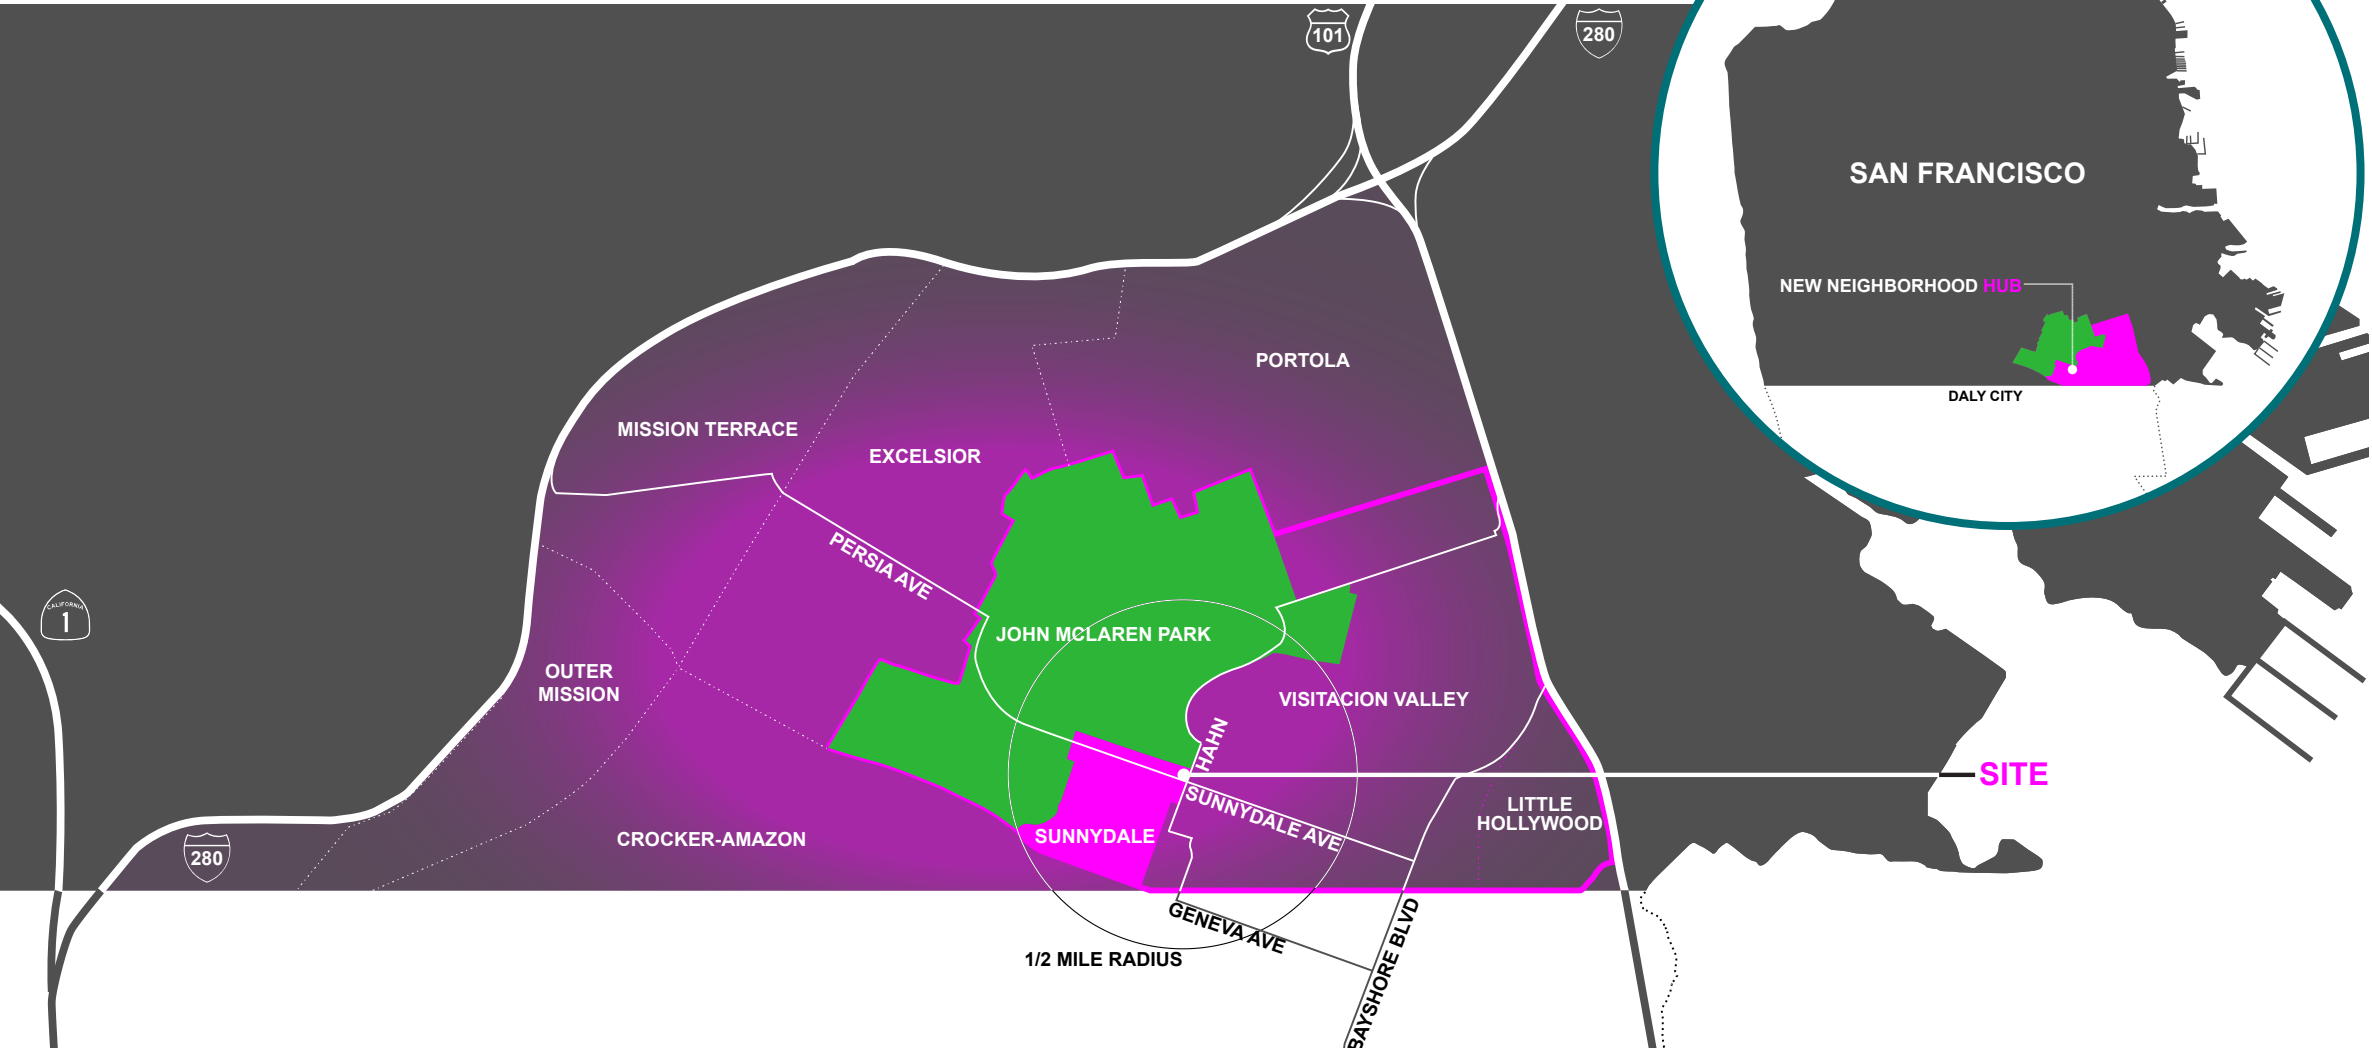 101
280
SAN FRANCISCO
NEW NEIGHBORHOOD HUB
DALY CITY
PORTOLA
MISSION TERRACE
EXCELSIOR
PERSIA AVE
CALIFORNIA
1
JOHN MCLAREN PARK
OUTER
MISSION
VISITACION VALLEY
HAHN
SITE
SUNNYDALE AVE
LITTLE
HOLLYWOOD
SUNNYDALE
CROCKER-AMAZON
280
GENEVA AVE
BAYSHORE BLVD
1/2 MILE RADIUS